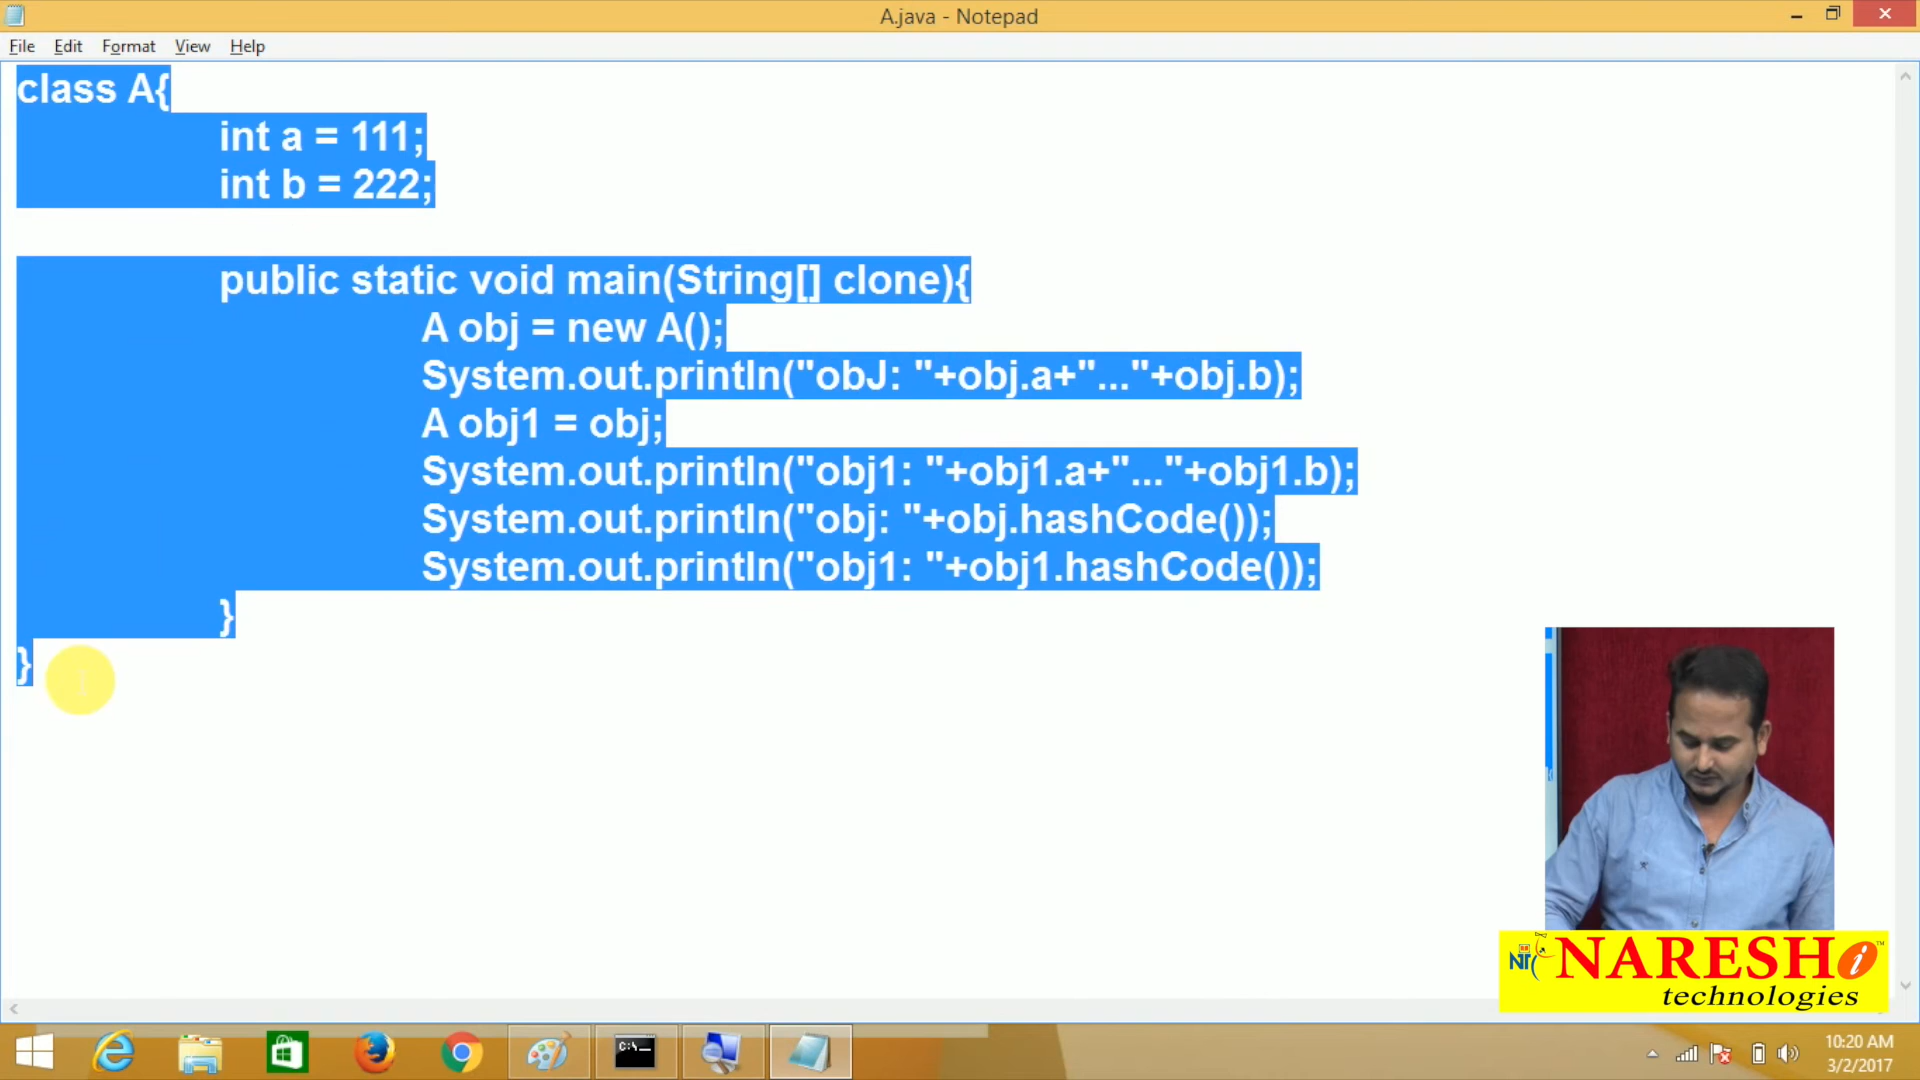 A.java - Notepad
File Edit Format View Help
class A{
int a = 111;
int b = 222;
public static void main(String[] clone){
A obj = new A();
System.out.println("obJ: "+obj.a+"..."+obj.b);
A obj1 = obj;
System.out.println("obj1: "+obj1.a+"..."+obj1.b);
System.out.println("obj: "+obj.hashCode());
System.out.println("obj1: "+obj1.hashCode());
}
}
NARESH i ™
technologies
C:\_
10:20 AM
3/2/2017